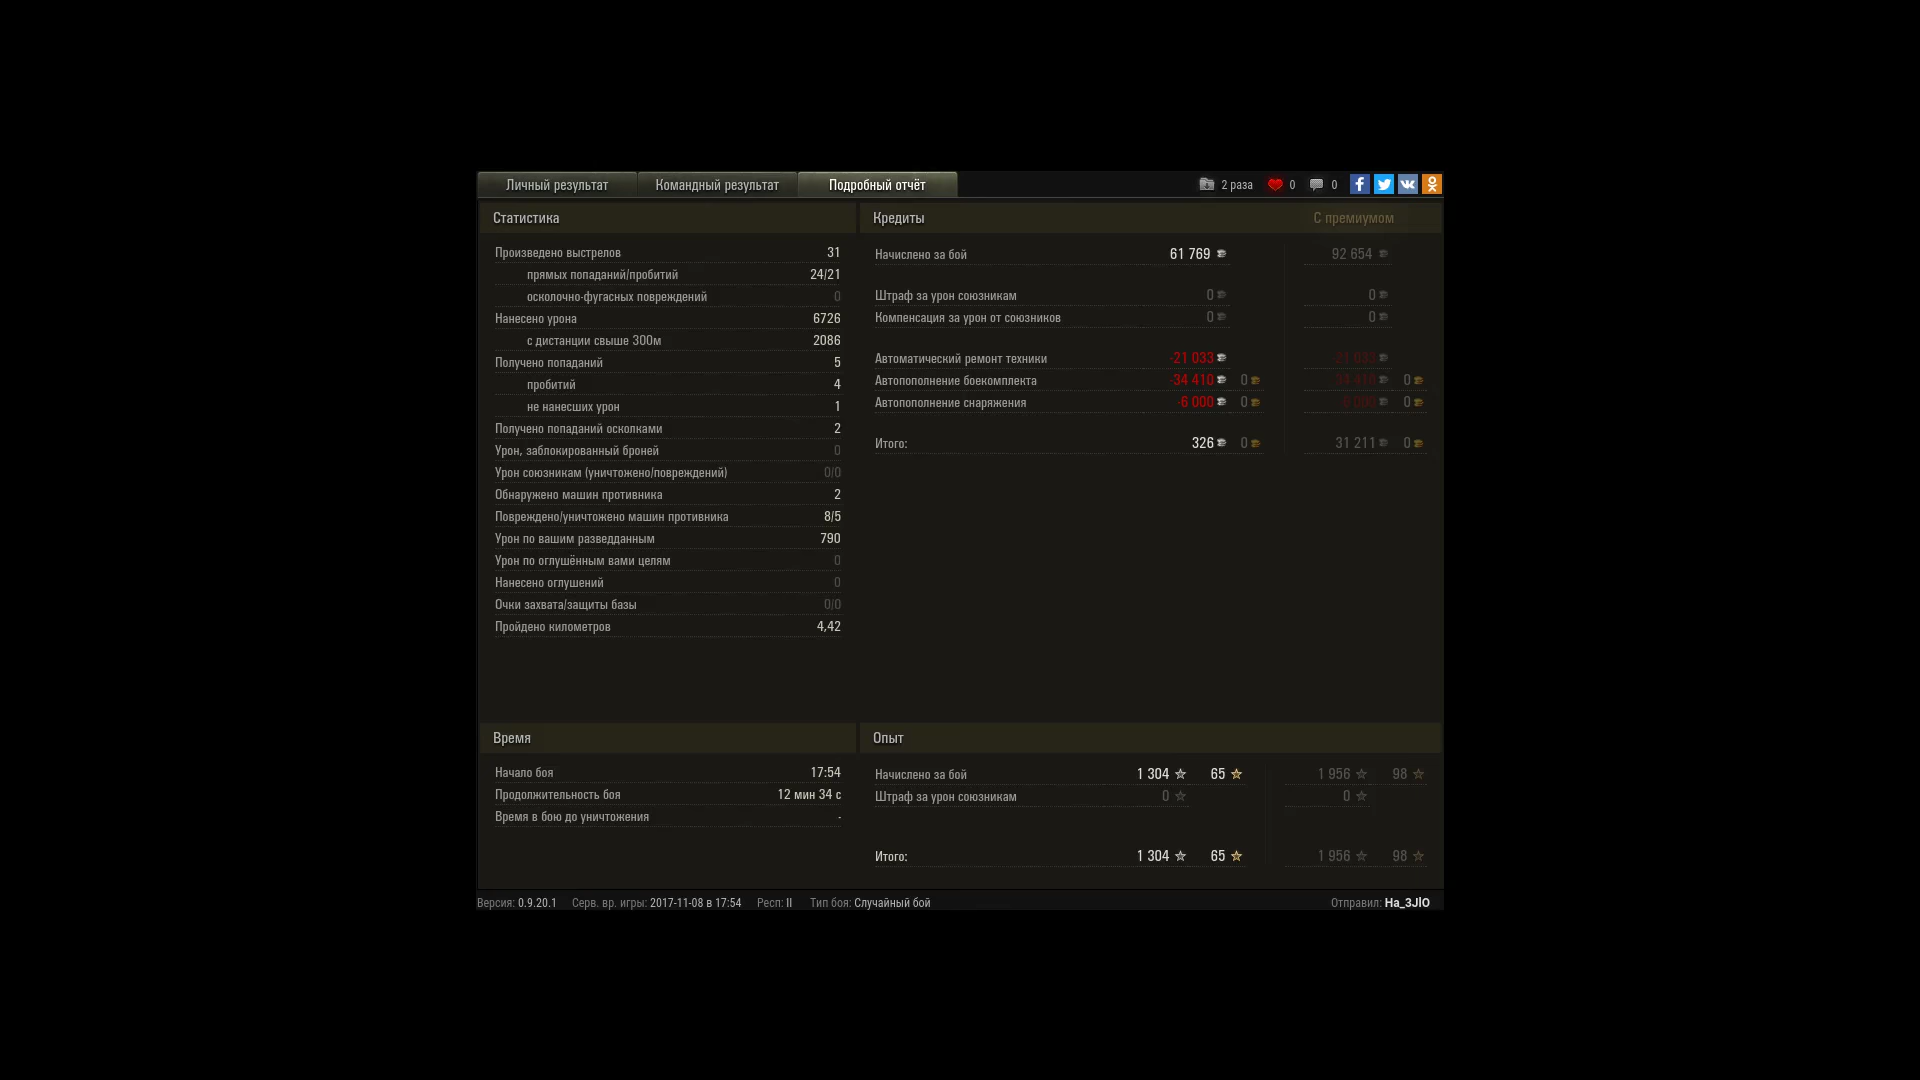 Личный результат Командный результат Подробный отчёт 2 раза 0 0
Статистика
Произведено выстрелов 31
прямых попаданий/пробитий 24/21
осколочно-фугасных повреждений 0
Нанесено урона 6726
с дистанции свыше 300м 2086
Получено попаданий 5
пробитий 4
не нанесших урон 1
Получено попаданий осколками 2
Урон, заблокированный броней 0
Урон союзникам (уничтожено/повреждений) 0/0
Обнаружено машин противника 2
Повреждено/уничтожено машин противника 8/5
Урон по вашим разведданным 790
Урон по оглушённым вами целям 0
Нанесено оглушений 0
Очки захвата/защиты базы 0/0
Пройдено километров 4,42
Кредиты С премиумом
Начислено за бой 61 769 92 654
Штраф за урон союзникам 0 0
Компенсация за урон от союзников 0 0
Автоматический ремонт техники -21 033 -21 033
Автопополнение боекомплекта -34 410 0 -34 410 0
Автопополнение снаряжения -6 000 0 -6 000 0
Итого: 326 0 31 211 0
Время
Начало боя 17:54
Продолжительность боя 12 мин 34 с
Время в бою до уничтожения -
Опыт
Начислено за бой 1 304 65 1 956 98
Штраф за урон союзникам 0 0
Итого: 1 304 65 1 956 98
Версия: 0.9.20.1 Серв. вр. игры: 2017-11-08 в 17:54 Респ: II Тип боя: Случайный бой Отправил: Ha_3JlO